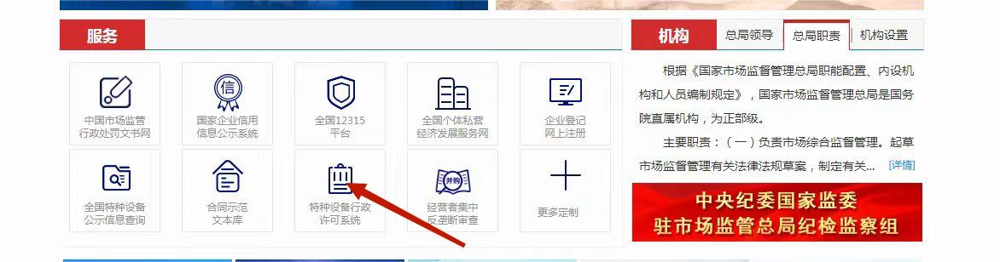 服务
信
中国市场监管
行政处罚文书网
国家企业信用
信息公示系统
全国12315
平台
全国个体私营
经济发展服务网
企业登记
网上注册
全国特种设备
公示信息查询
合同示范
文本库
特种设备行政
许可系统
并购
经营者集中
反垄断审查
更多定制
机构
总局领导
总局职责
机构设置
根据《国家市场监督管理总局职能配置、内设机
构和人员编制规定》，国家市场监督管理总局是国务
院直属机构，为正部级。
主要职责：（一）负责市场综合监督管理。起草
市场监督管理有关法律法规草案，制定有关... [详情]
中央纪委国家监委
驻市场监管总局纪检监察组